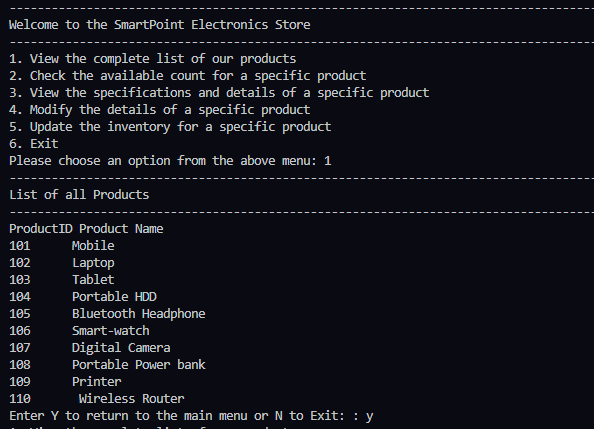 --------------------------------------------------------------------------------
Welcome to the SmartPoint Electronics Store
--------------------------------------------------------------------------------
1. View the complete list of our products
2. Check the available count for a specific product
3. View the specifications and details of a specific product
4. Modify the details of a specific product
5. Update the inventory for a specific product
6. Exit
Please choose an option from the above menu: 1
--------------------------------------------------------------------------------
List of all Products
--------------------------------------------------------------------------------
ProductID Product Name
101      Mobile
102      Laptop
103      Tablet
104      Portable HDD
105      Bluetooth Headphone
106      Smart-watch
107      Digital Camera
108      Portable Power bank
109      Printer
110       Wireless Router
Enter Y to return to the main menu or N to Exit: : y